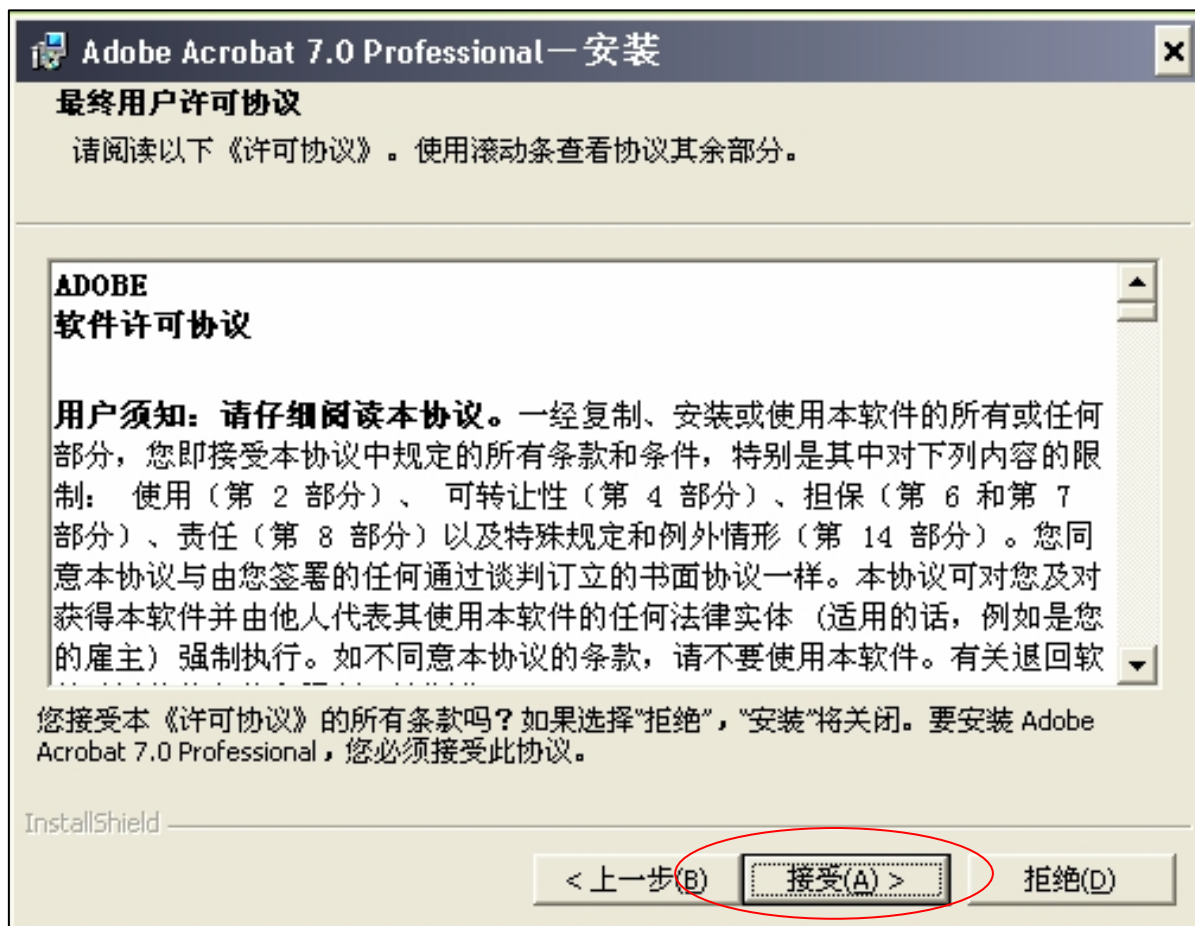 Adobe Acrobat 7.0 Professional－安装
最终用户许可协议
请阅读以下《许可协议》。使用滚动条查看协议其余部分。
ADOBE
软件许可协议
用户须知：请仔细阅读本协议。一经复制、安装或使用本软件的所有或任何
部分，您即接受本协议中规定的所有条款和条件，特别是其中对下列内容的限
制： 使用（第 2 部分）、 可转让性（第 4 部分）、担保（第 6 和第 7
部分）、责任（第 8 部分）以及特殊规定和例外情形（第 14 部分）。您同
意本协议与由您签署的任何通过谈判订立的书面协议一样。本协议可对您及对
获得本软件并由他人代表其使用本软件的任何法律实体 （适用的话，例如是您
的雇主）强制执行。如不同意本协议的条款，请不要使用本软件。有关退回软
您接受本《许可协议》的所有条款吗？如果选择“拒绝”，“安装”将关闭。要安装 Adobe
Acrobat 7.0 Professional，您必须接受此协议。
InstallShield
< 上一步(B) 接受(A) > 拒绝(D)